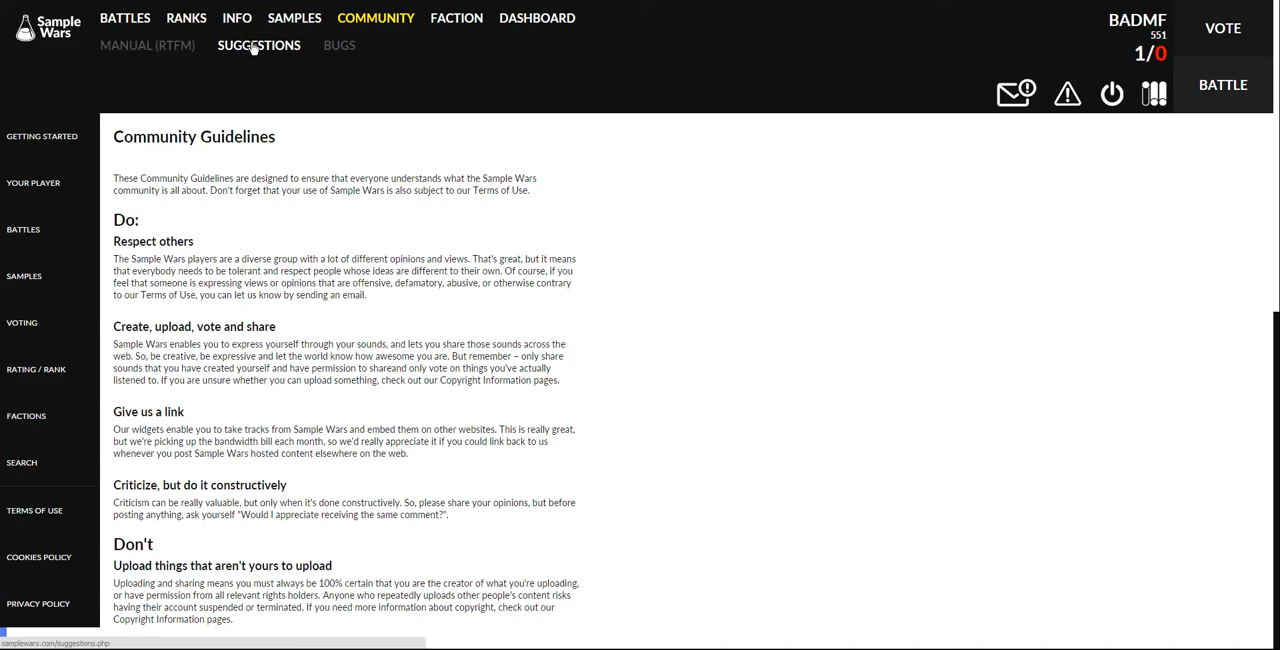 Sample Wars
BATTLES RANKS INFO SAMPLES COMMUNITY FACTION DASHBOARD
MANUAL (RTFM) SUGGESTIONS BUGS
BADMF
551
1/0
VOTE
BATTLE
GETTING STARTED
YOUR PLAYER
BATTLES
SAMPLES
VOTING
RATING / RANK
FACTIONS
SEARCH
TERMS OF USE
COOKIES POLICY
PRIVACY POLICY
Community Guidelines
These Community Guidelines are designed to ensure that everyone understands what the Sample Wars
community is all about. Don't forget that your use of Sample Wars is also subject to our Terms of Use.
Do:
Respect others
The Sample Wars players are a diverse group with a lot of different opinions and views. That's great, but it means
that everybody needs to be tolerant and respect people whose ideas are different to their own. Of course, if you
feel that someone is expressing views or opinions that are offensive, defamatory, abusive, or otherwise contrary
to our Terms of Use, you can let us know by sending an email.
Create, upload, vote and share
Sample Wars enables you to express yourself through your sounds, and lets you share those sounds across the
web. So, be creative, be expressive and let the world know how awesome you are. But remember – only share
sounds that you have created yourself and have permission to shareand only vote on things you've actually
listened to. If you are unsure whether you can upload something, check out our Copyright Information pages.
Give us a link
Our widgets enable you to take tracks from Sample Wars and embed them on other websites. This is really great,
but we're picking up the bandwidth bill each month, so we'd really appreciate it if you could link back to us
whenever you post Sample Wars hosted content elsewhere on the web.
Criticize, but do it constructively
Criticism can be really valuable, but only when it's done constructively. So, please share your opinions, but before
posting anything, ask yourself "Would I appreciate receiving the same comment?".
Don't
Upload things that aren't yours to upload
Uploading and sharing means you must always be 100% certain that you are the creator of what you're uploading,
or have permission from all relevant rights holders. Anyone who repeatedly uploads other people's content risks
having their account suspended or terminated. If you need more information about copyright, check out our
Copyright Information pages.
samplewars.com/suggestions.php